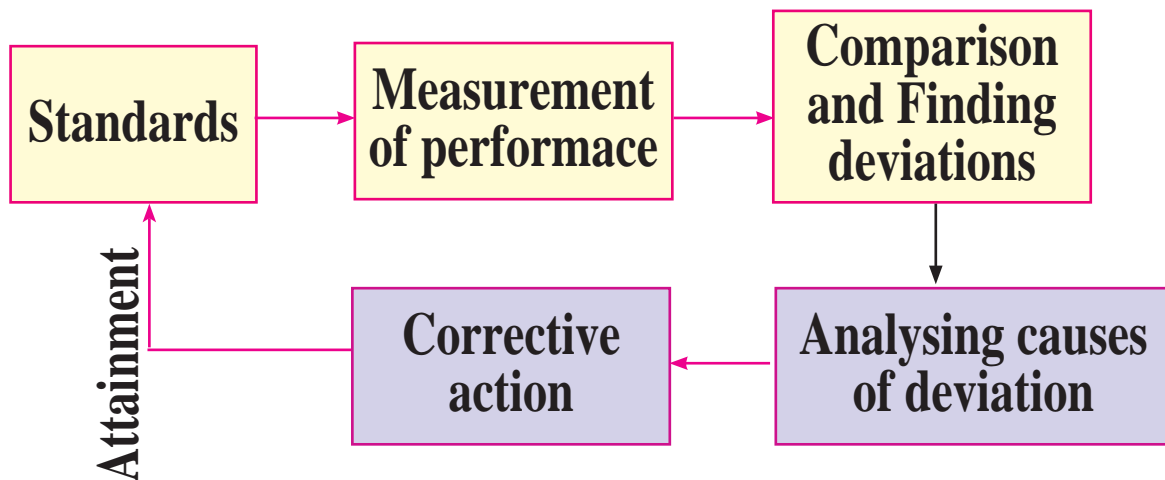 Standards
Measurement
of performace
Comparison
and Finding
deviations
Analysing causes
of deviation
Corrective
action
Attainment